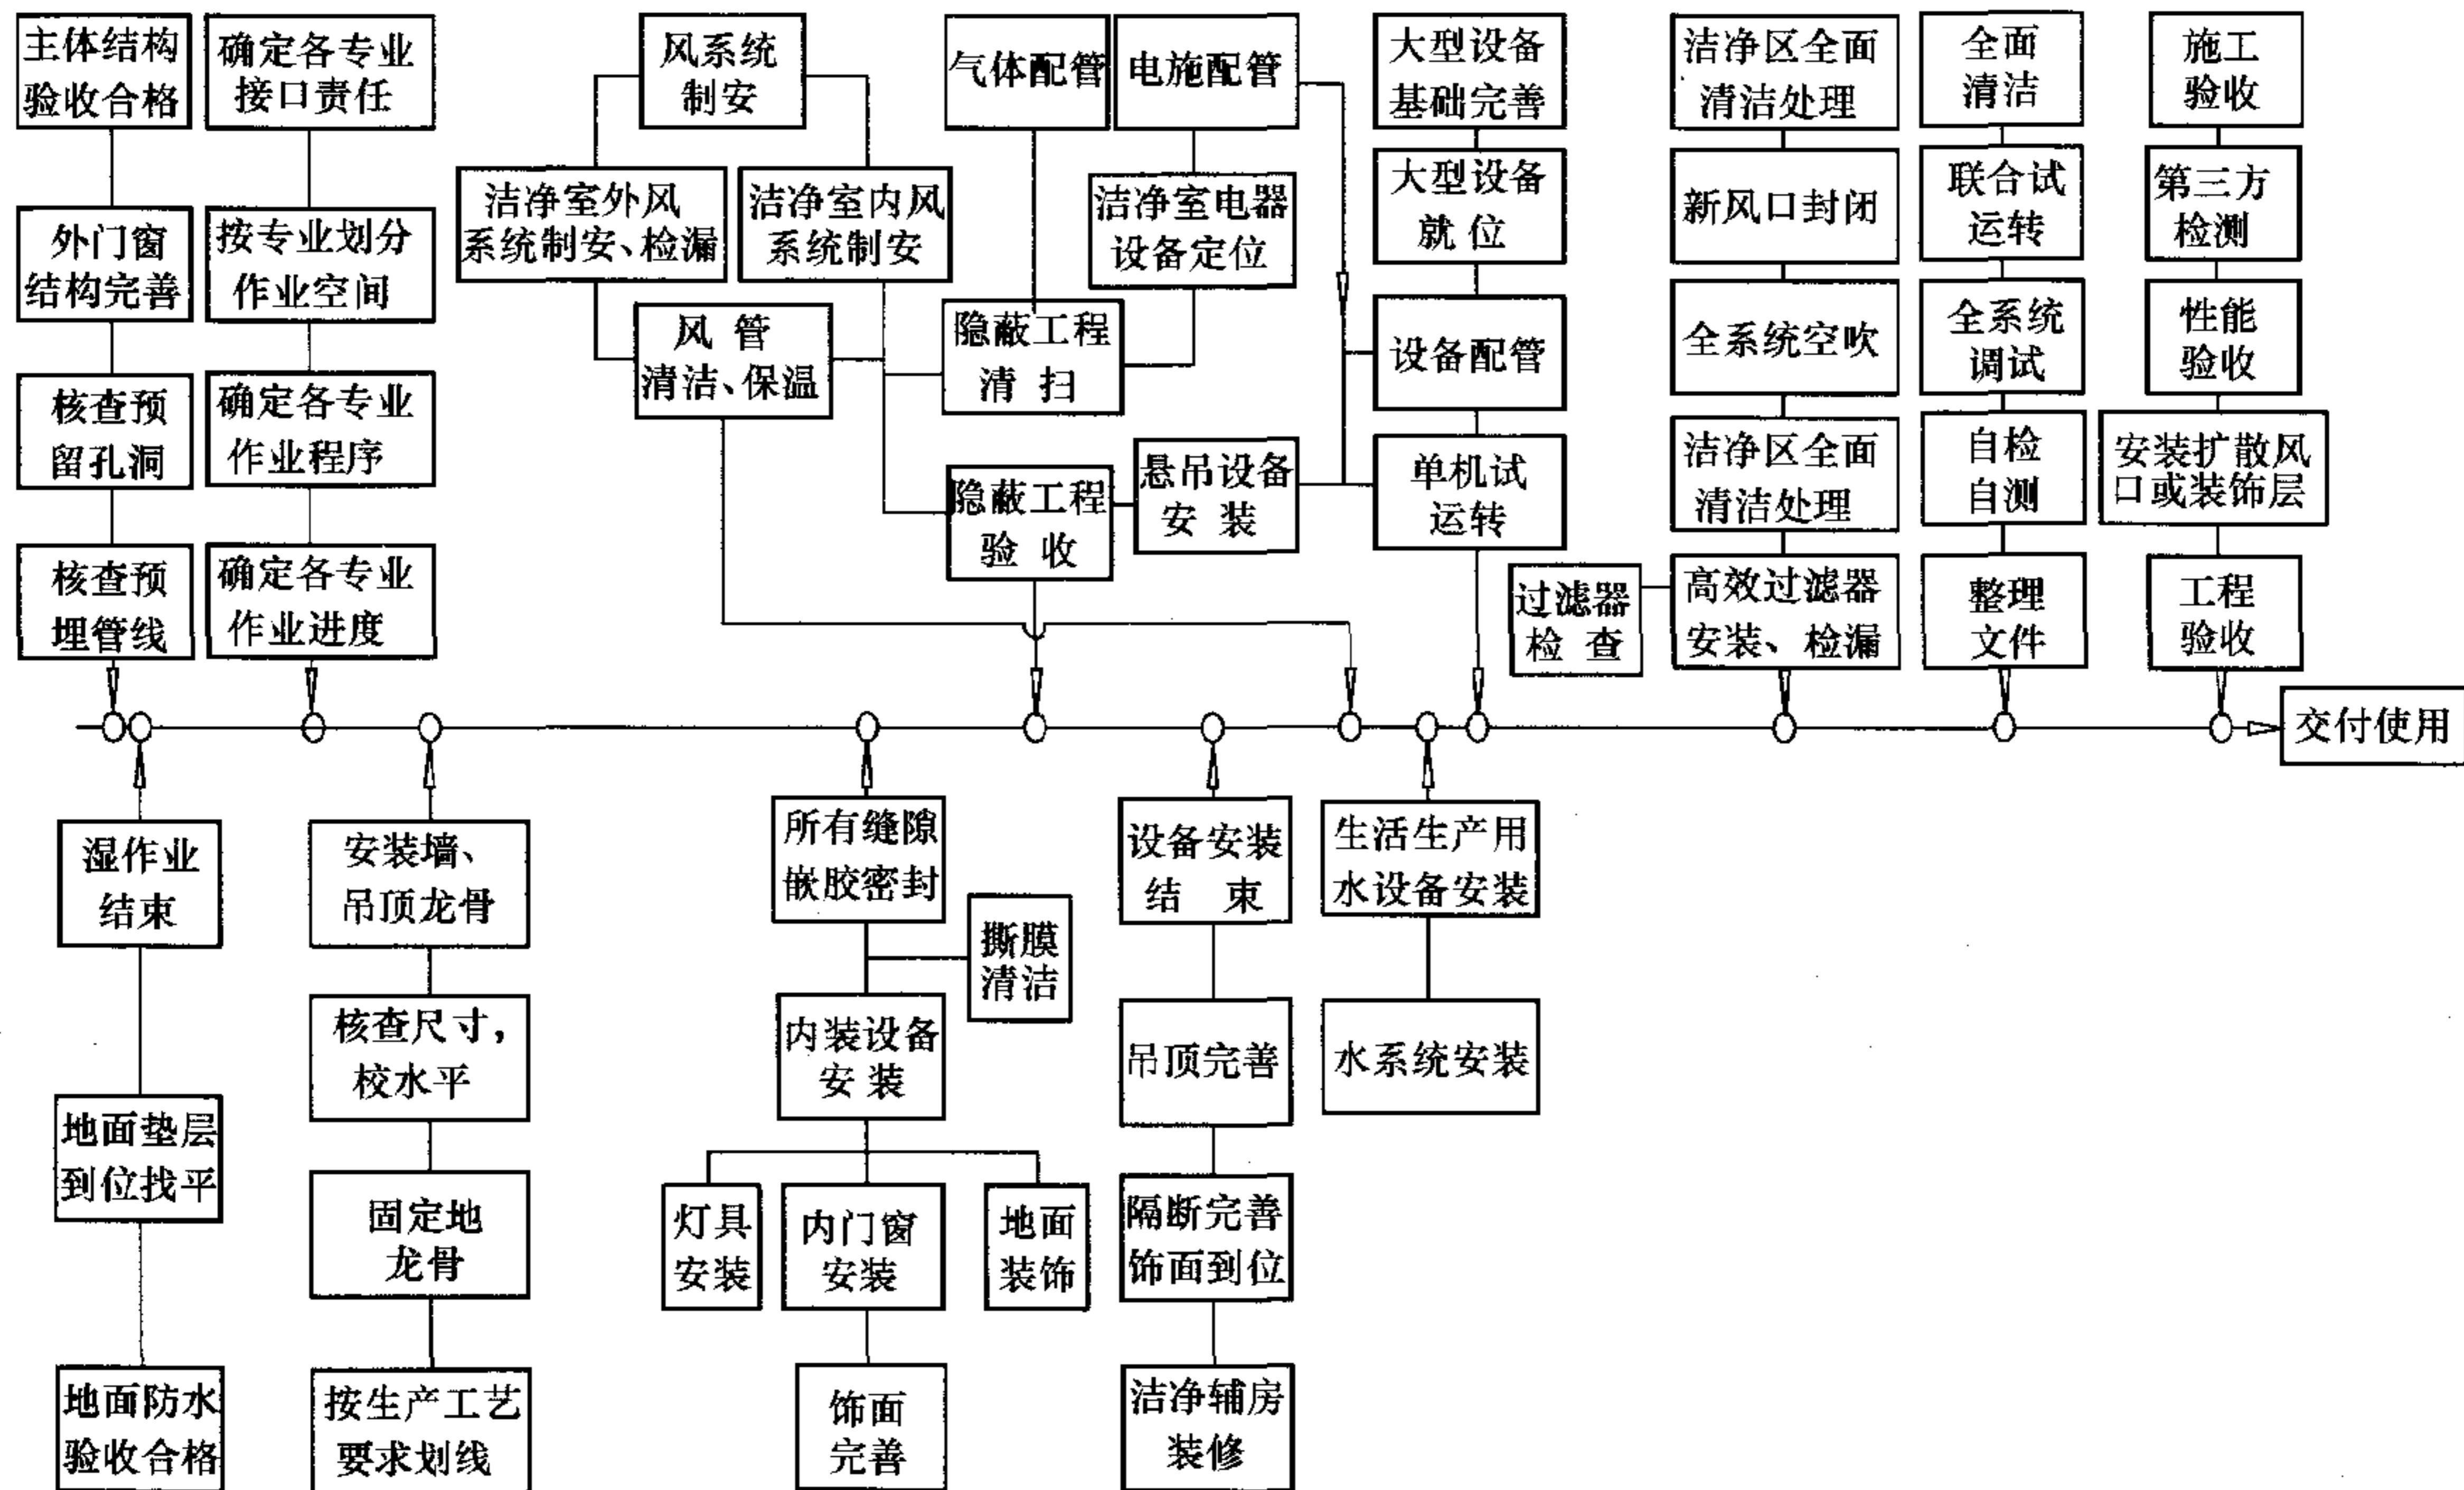 主体结构
验收合格
外门窗
结构完善
核查预
留孔洞
核查预
埋管线
确定各专业
接口责任
按专业划分
作业空间
确定各专业
作业程序
确定各专业
作业进度
风系统
制安
洁净室外风
系统制安、检漏
洁净室内风
系统制安
风 管
清洁、保温
气体配管
电施配管
洁净室电器
设备定位
隐蔽工程
清 扫
隐蔽工程
验 收
悬吊设备
安 装
大型设备
基础完善
大型设备
就 位
设备配管
单机试
运转
过滤器
检 查
洁净区全面
清洁处理
新风口封闭
全系统空吹
洁净区全面
清洁处理
高效过滤器
安装、检漏
全面
清洁
联合试
运转
全系统
调试
自检
自测
整理
文件
施工
验收
第三方
检测
性能
验收
安装扩散风
口或装饰层
工程
验收
交付使用
湿作业
结束
地面垫层
到位找平
地面防水
验收合格
安装墙、
吊顶龙骨
核查尺寸，
校水平
固定地
龙骨
按生产工艺
要求划线
所有缝隙
嵌胶密封
撕膜
清洁
内装设备
安 装
灯具
安装
内门窗
安装
地面
装饰
饰面
完善
设备安装
结 束
吊顶完善
隔断完善
饰面到位
洁净辅房
装修
生活生产用
水设备安装
水系统安装